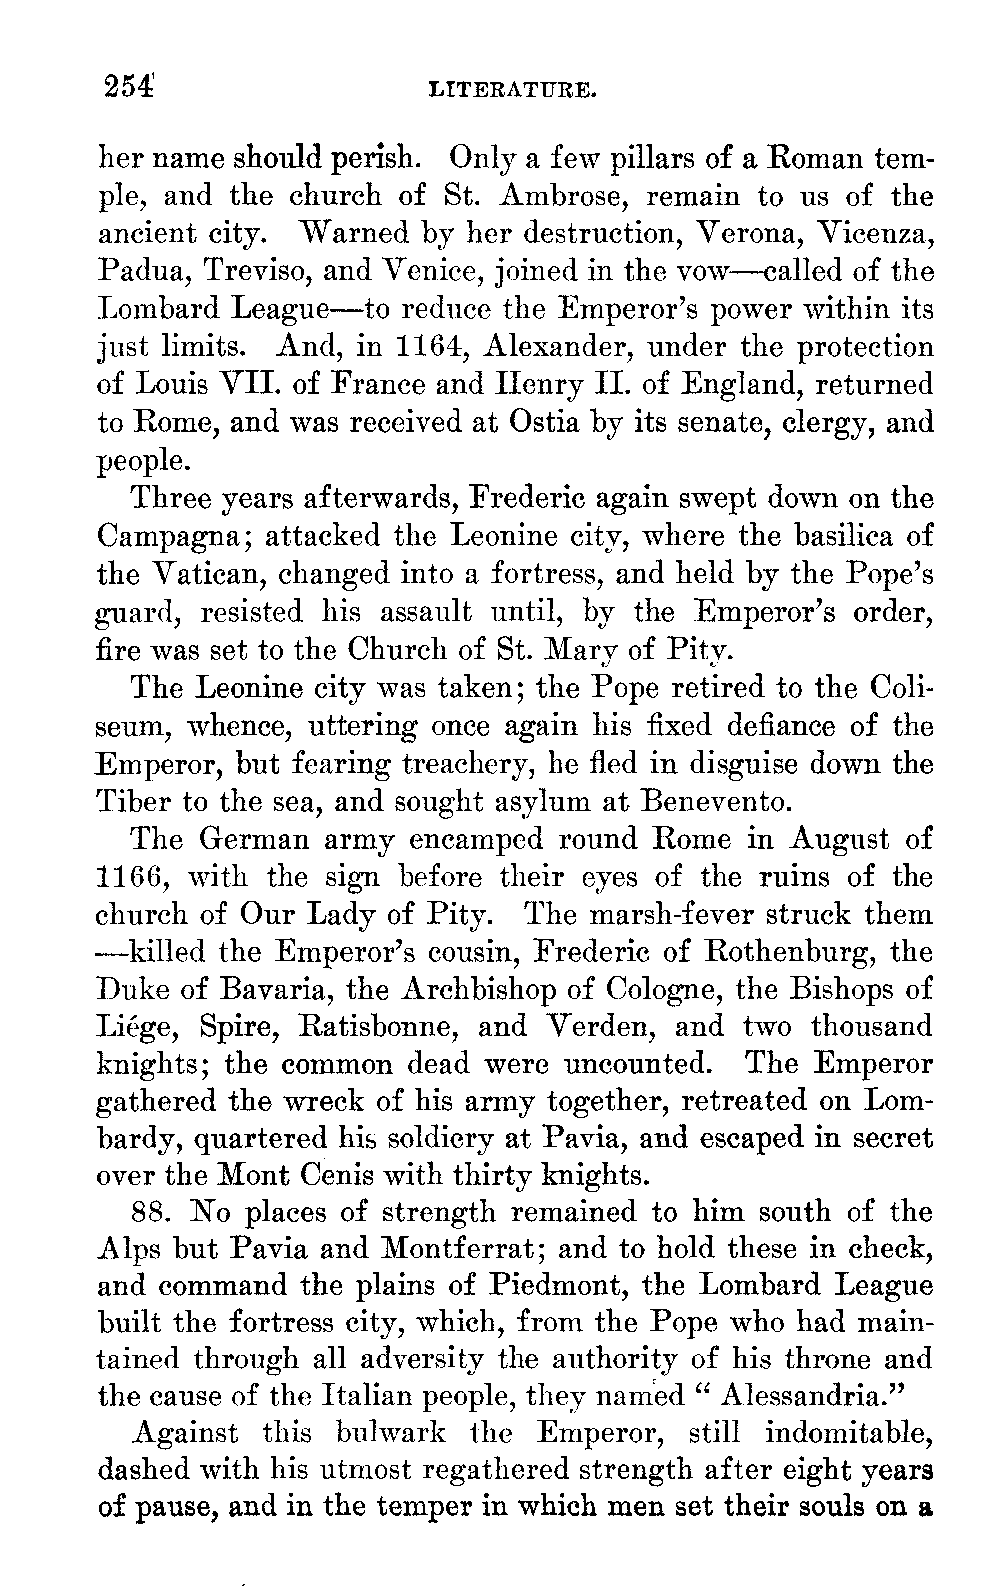 254 LITERATURE.
her name should perish. Only a few pillars of a Roman tem-
ple, and the church of St. Ambrose, remain to us of the
ancient city. Warned by her destruction, Verona, Vicenza,
Padua, Treviso, and Venice, joined in the vow—called of the
Lombard League—to reduce the Emperor's power within its
just limits. And, in 1164, Alexander, under the protection
of Louis VII. of France and Henry II. of England, returned
to Rome, and was received at Ostia by its senate, clergy, and
people.
Three years afterwards, Frederic again swept down on the
Campagna; attacked the Leonine city, where the basilica of
the Vatican, changed into a fortress, and held by the Pope's
guard, resisted his assault until, by the Emperor's order,
fire was set to the Church of St. Mary of Pity.
The Leonine city was taken; the Pope retired to the Coli-
seum, whence, uttering once again his fixed defiance of the
Emperor, but fearing treachery, he fled in disguise down the
Tiber to the sea, and sought asylum at Benevento.
The German army encamped round Rome in August of
1166, with the sign before their eyes of the ruins of the
church of Our Lady of Pity. The marsh-fever struck them
—killed the Emperor's cousin, Frederic of Rothenburg, the
Duke of Bavaria, the Archbishop of Cologne, the Bishops of
Liége, Spire, Ratisbonne, and Verden, and two thousand
knights; the common dead were uncounted. The Emperor
gathered the wreck of his army together, retreated on Lom-
bardy, quartered his soldiery at Pavia, and escaped in secret
over the Mont Cenis with thirty knights.
88. No places of strength remained to him south of the
Alps but Pavia and Montferrat; and to hold these in check,
and command the plains of Piedmont, the Lombard League
built the fortress city, which, from the Pope who had main-
tained through all adversity the authority of his throne and
the cause of the Italian people, they named “ Alessandria.”
Against this bulwark the Emperor, still indomitable,
dashed with his utmost regathered strength after eight years
of pause, and in the temper in which men set their souls on a